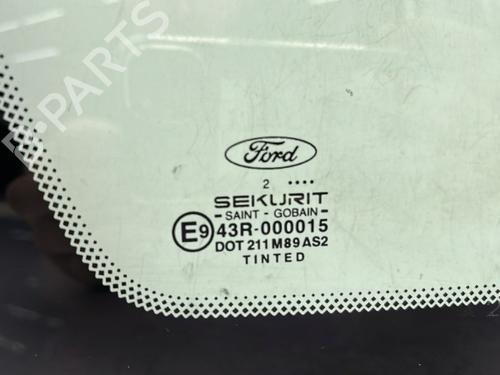 B-PARTS
Ford
2 ....
SEKURIT
SAINT - GOBAIN
E9 43R-000015
DOT 211 M89 AS2
TINTED